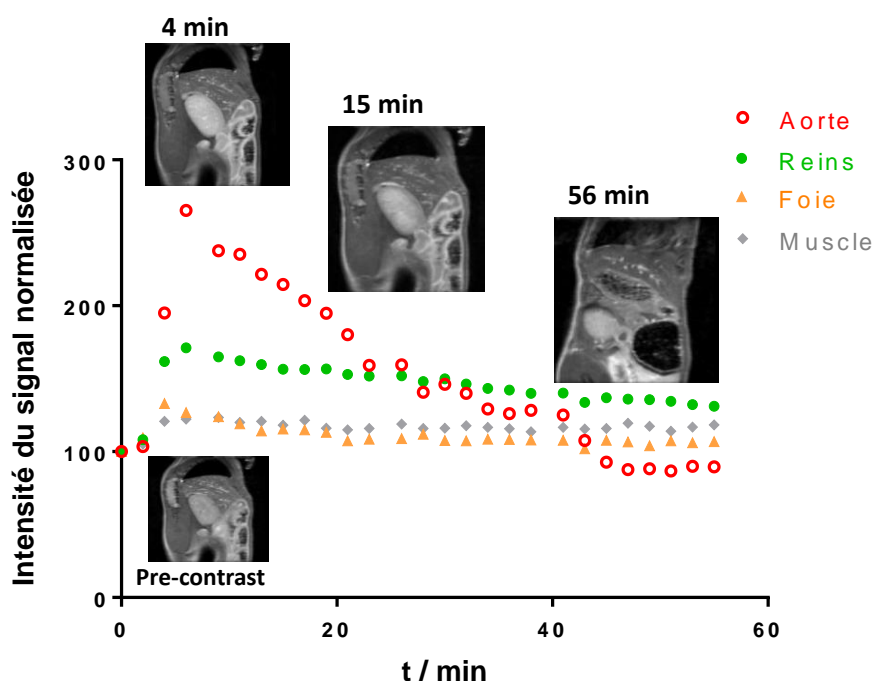 4 min
15 min
56 min
Aorte
Reins
Foie
Muscle
Intensité du signal normalisée
300
200
100
0
Pre-contrast
0
20
40
60
t / min